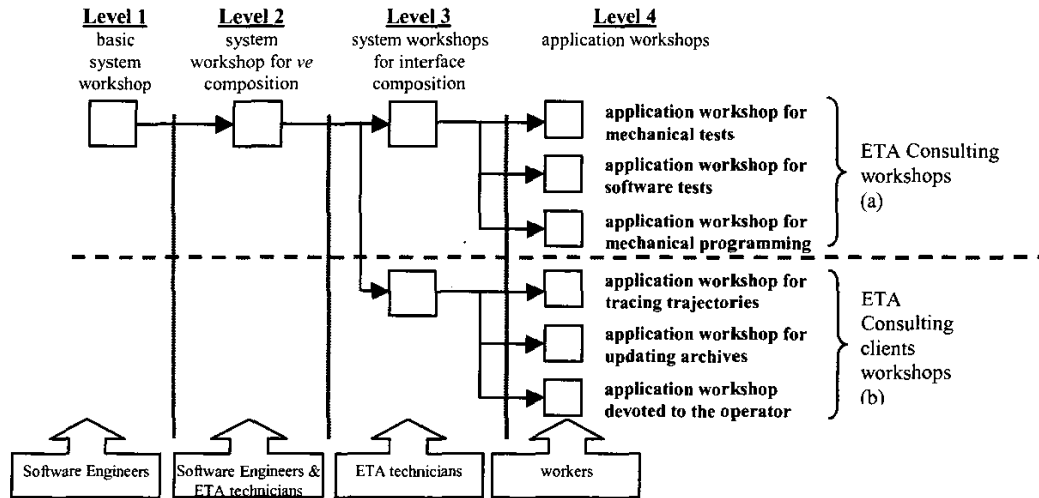 Level 1
basic
system
workshop
Level 2
system
workshop for ve
composition
Level 3
system workshops
for interface
composition
Level 4
application workshops
application workshop for
mechanical tests
application workshop for
software tests
application workshop for
mechanical programming
ETA Consulting
workshops
(a)
application workshop for
tracing trajectories
application workshop for
updating archives
application workshop
devoted to the operator
ETA
Consulting
clients
workshops
(b)
Software Engineers
Software Engineers &
ETA technicians
ETA technicians
workers